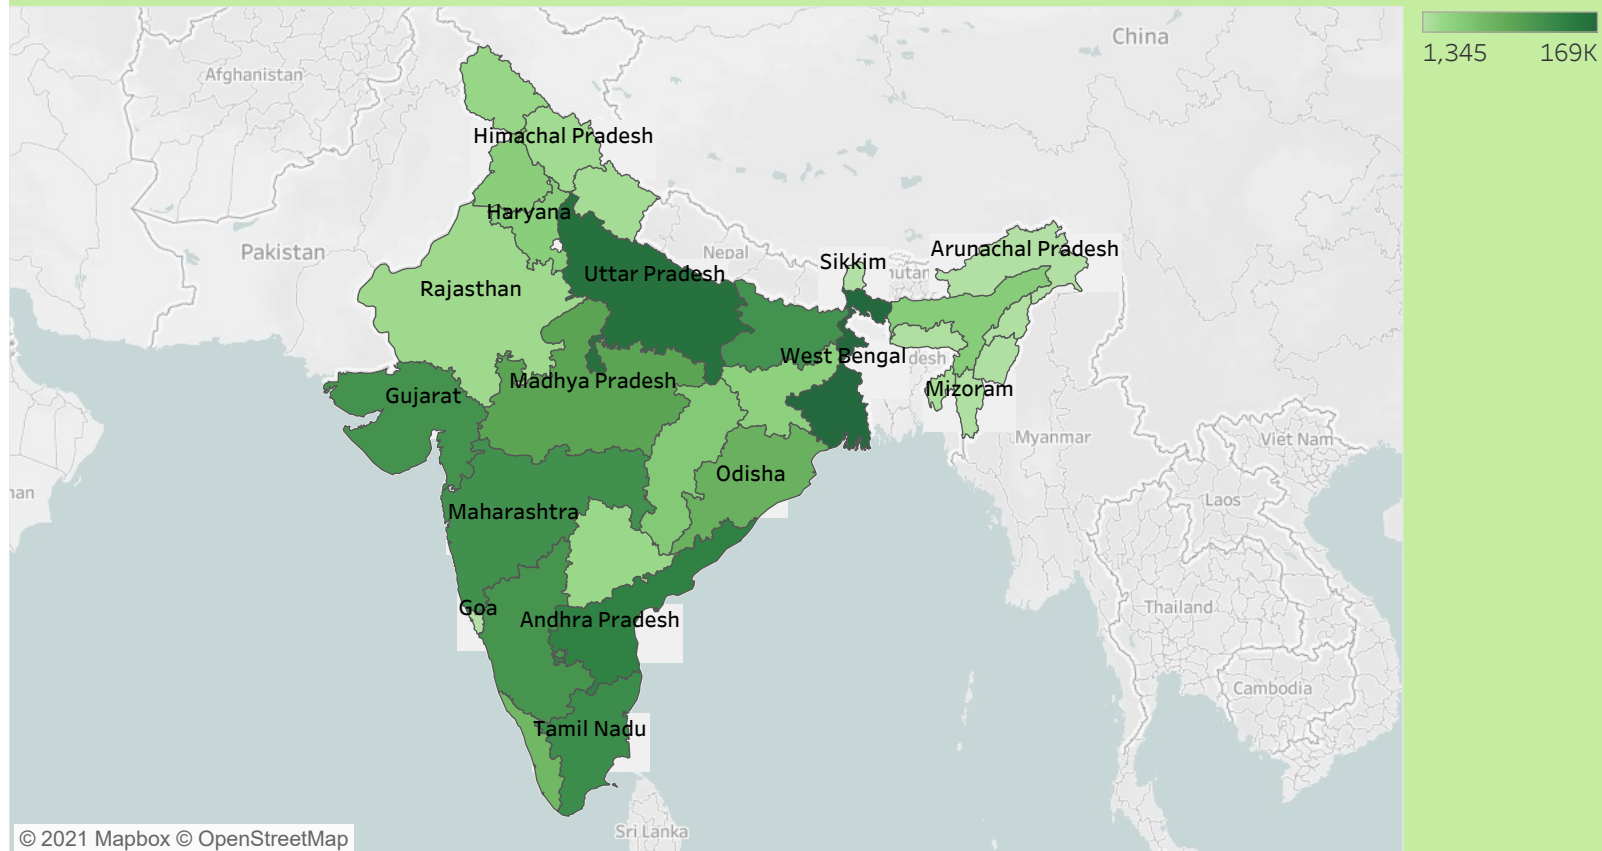 China
1,345 169K
Afghanistan
Himachal Pradesh
Haryana
Pakistan
Arunachal Pradesh
Nepal
Sikkim
Uttar Pradesh
Rajasthan
West Bengal
desh
Madhya Pradesh
Mizoram
Gujarat
Myanmar
Viet Nam
Odisha
Laos
Maharashtra
Goa
Thailand
Andhra Pradesh
Cambodia
Tamil Nadu
Sri Lanka
© 2021 Mapbox © OpenStreetMap